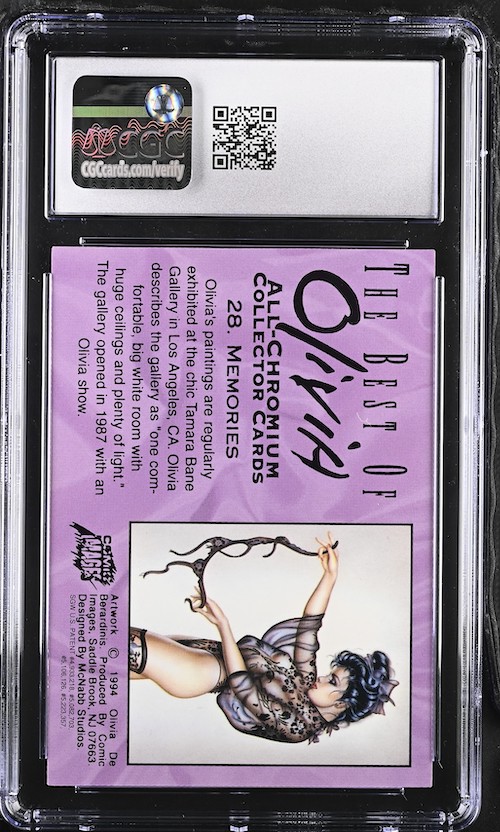 CGC
CGCcards.com/verify
THE BEST OF
Olivia
ALL-CHROMIUM
COLLECTOR CARDS
28. MEMORIES
Olivia's paintings are regularly
exhibited at the chic Tamara Bane
Gallery in Los Angeles, CA. Olivia
describes the gallery as "one com-
fortable, big white room with
huge ceilings and plenty of light."
The gallery opened in 1987 with an
Olivia show.
COMIC
IMAGES
Artwork © 1994 Olivia De
Berardinis Produced By Comic
Images, Saddle Brook, NJ 07663
Designed By McNabb Studios.